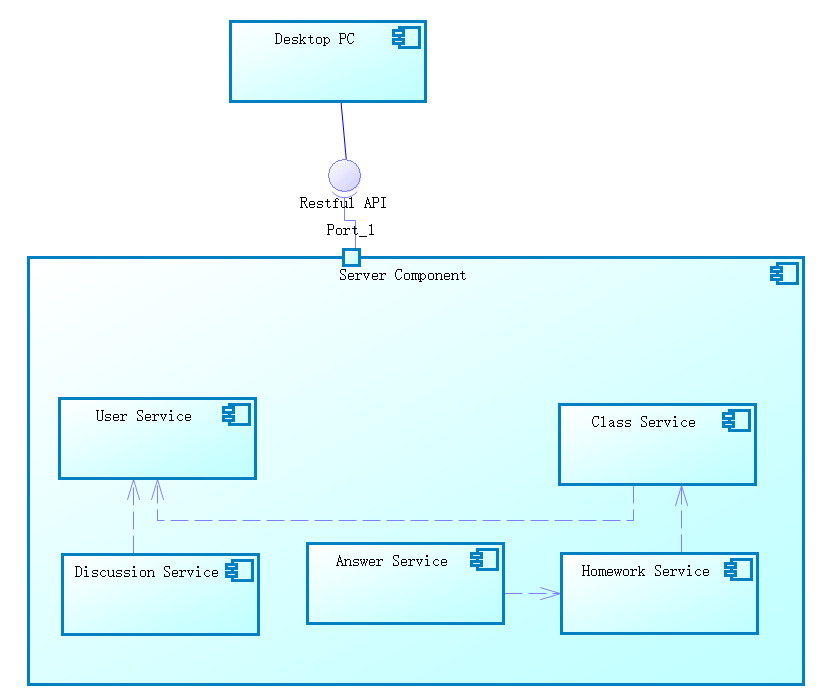 Desktop PC
Restful API
Port_1
Server Component
User Service
Class Service
Discussion Service
Answer Service
Homework Service